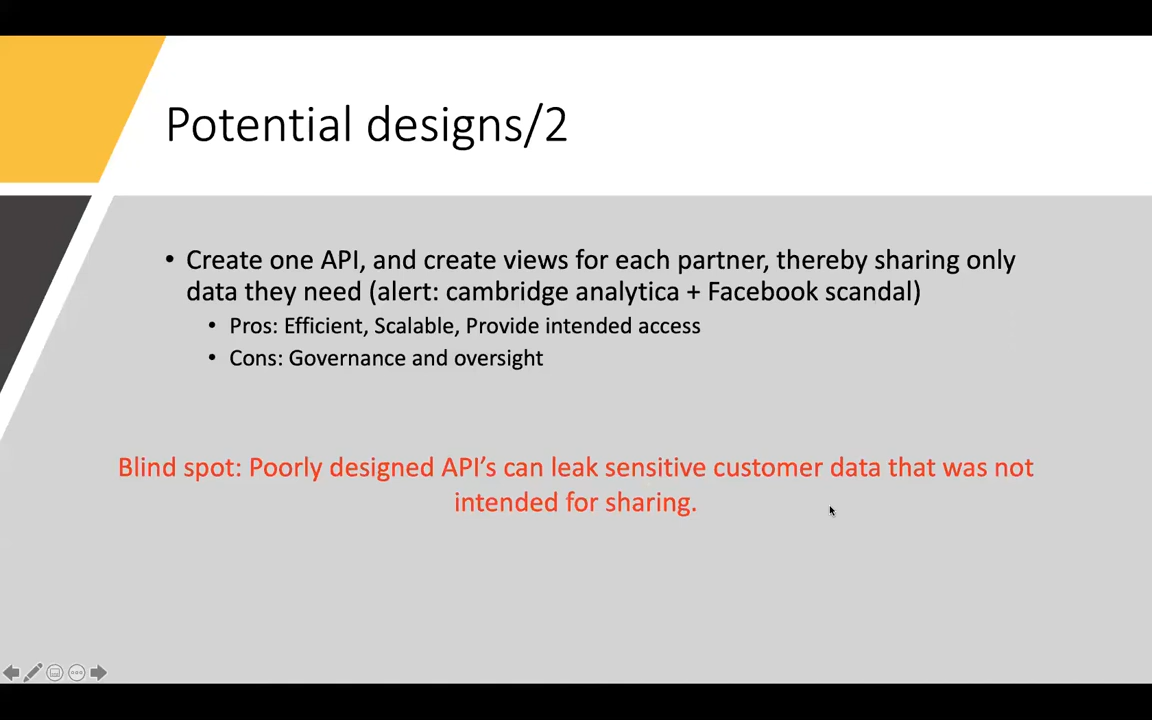 Potential designs/2
• Create one API, and create views for each partner, thereby sharing only
data they need (alert: cambridge analytica + Facebook scandal)
• Pros: Efficient, Scalable, Provide intended access
• Cons: Governance and oversight
Blind spot: Poorly designed API’s can leak sensitive customer data that was not
intended for sharing.